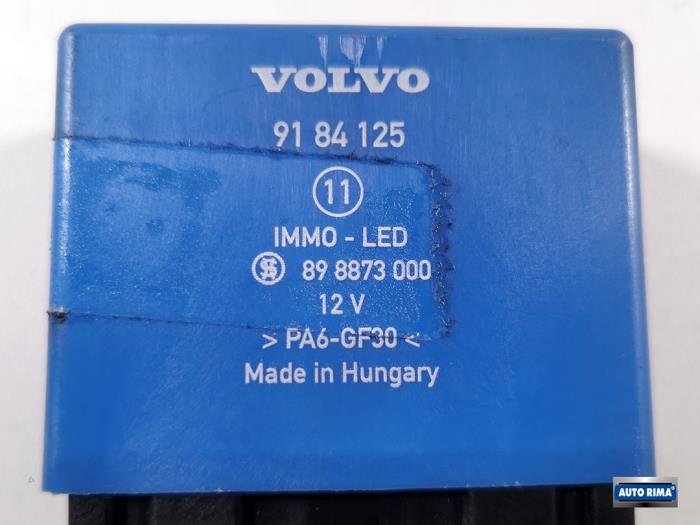 VOLVO
91 84 125
11
IMMO - LED
89 8873 000
12 V
> PA6-GF30 <
Made in Hungary
AUTO RIMA